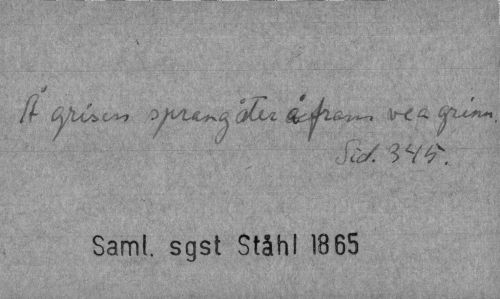 Å grisen sprang åter å fram vea grinn.
Sid. 345.
Saml. sgst Ståhl 1865